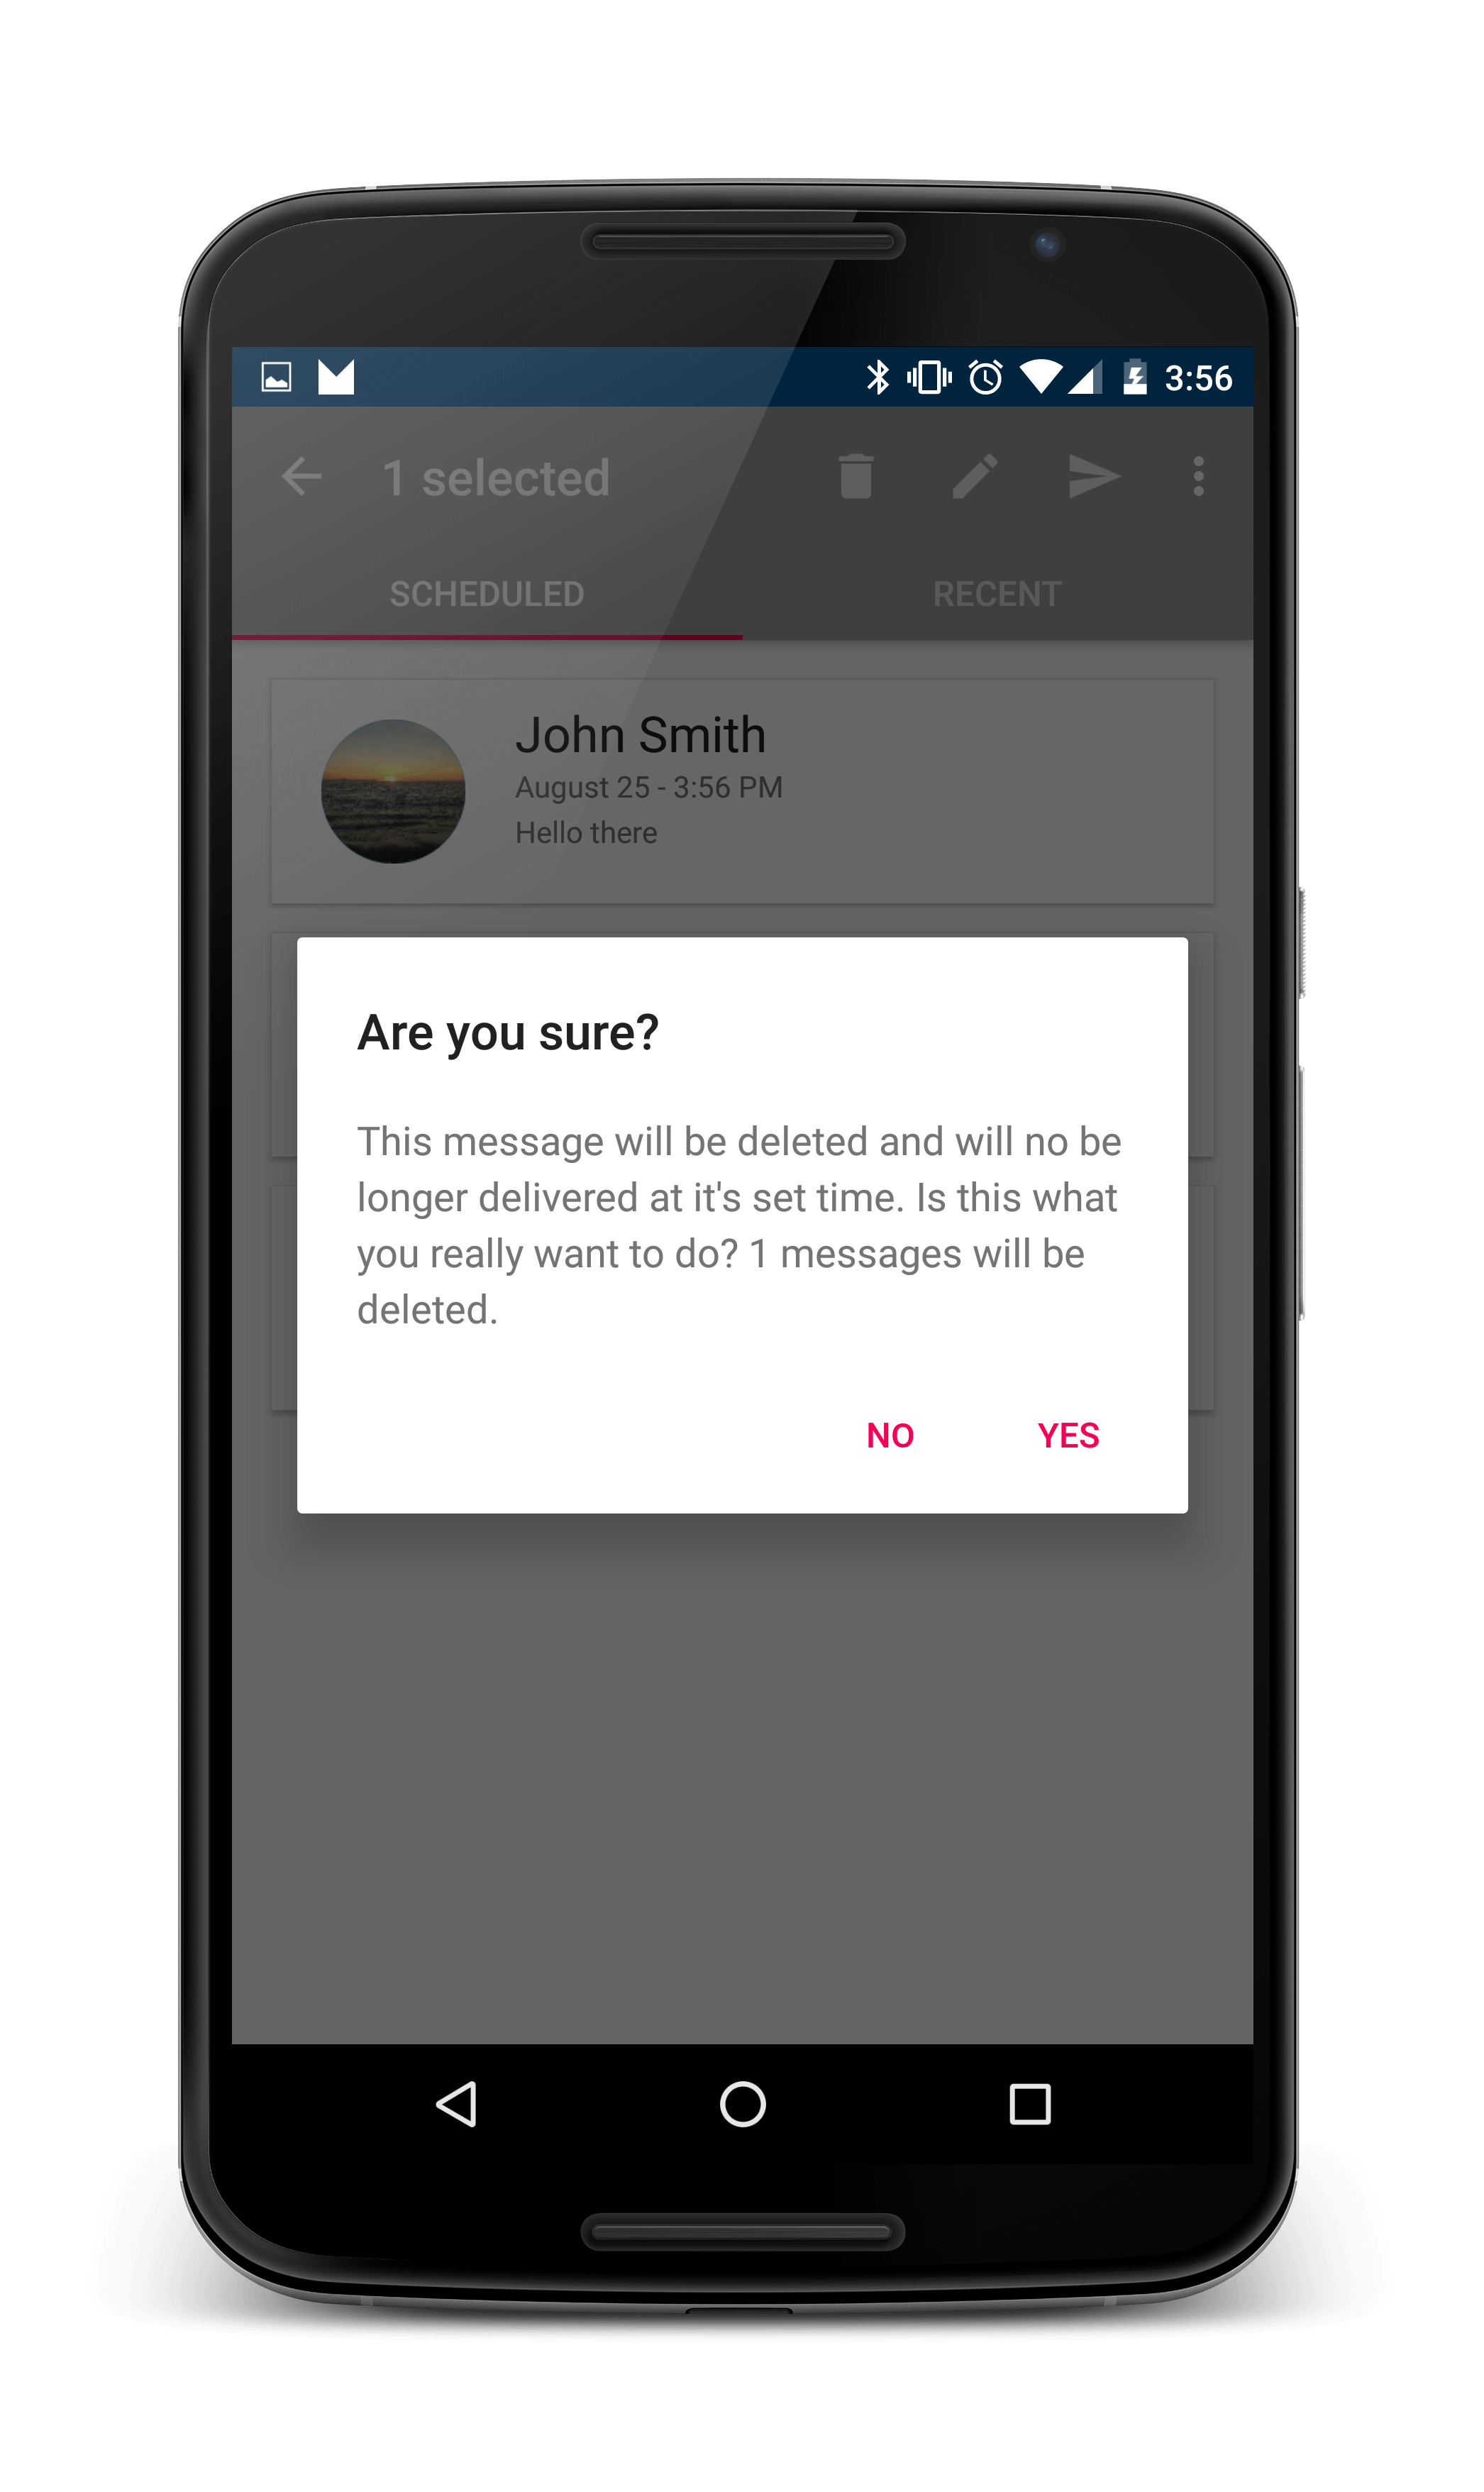 3:56
1 selected
SCHEDULED
RECENT
John Smith
August 25 - 3:56 PM
Hello there
Are you sure?
This message will be deleted and will no be
longer delivered at it's set time. Is this what
you really want to do? 1 messages will be
deleted.
NO
YES